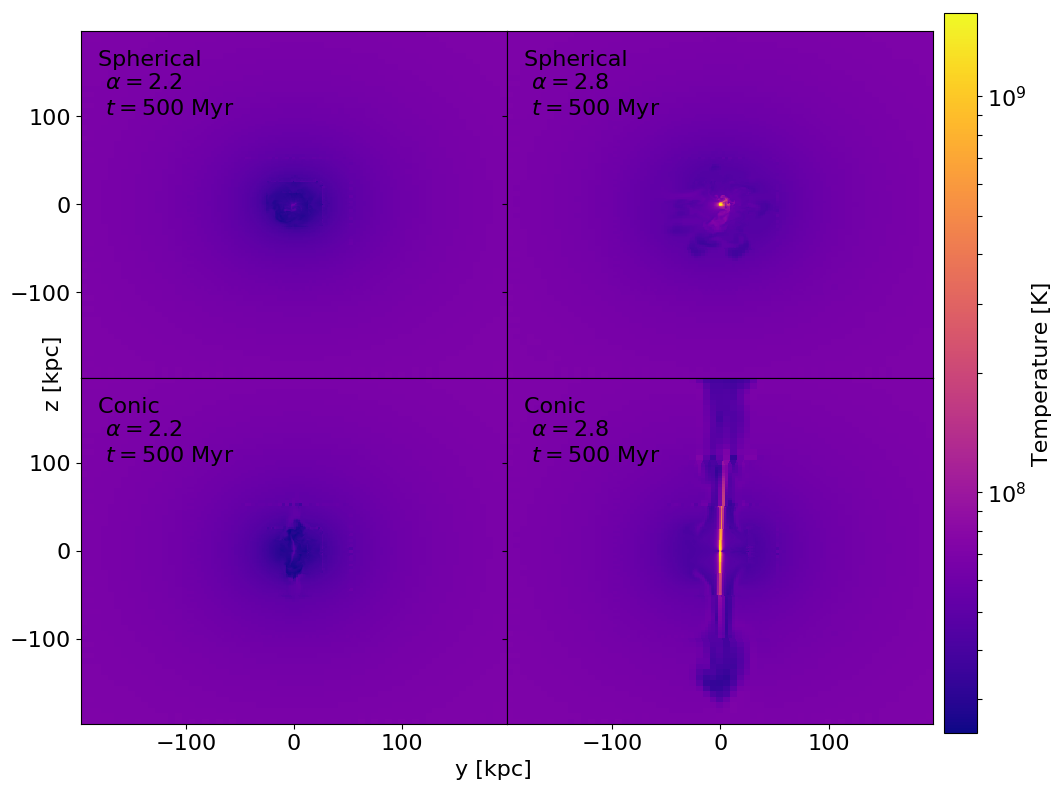 Spherical
α = 2.2
t = 500 Myr
Spherical
α = 2.8
t = 500 Myr
Conic
α = 2.2
t = 500 Myr
Conic
α = 2.8
t = 500 Myr
100
0
−100
100
0
−100
z [kpc]
−100 0 100
−100 0 100
y [kpc]
10⁹
10⁸
Temperature [K]